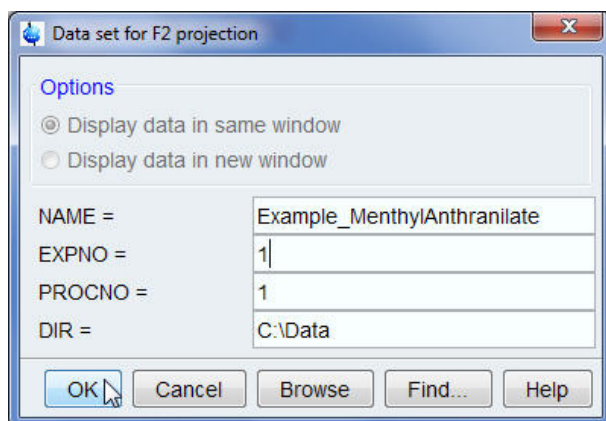 Data set for F2 projection
x
Options
Display data in same window
Display data in new window
NAME = Example_MenthylAnthranilate
EXPNO = 1
PROCNO = 1
DIR = C:\Data
OK Cancel Browse Find... Help